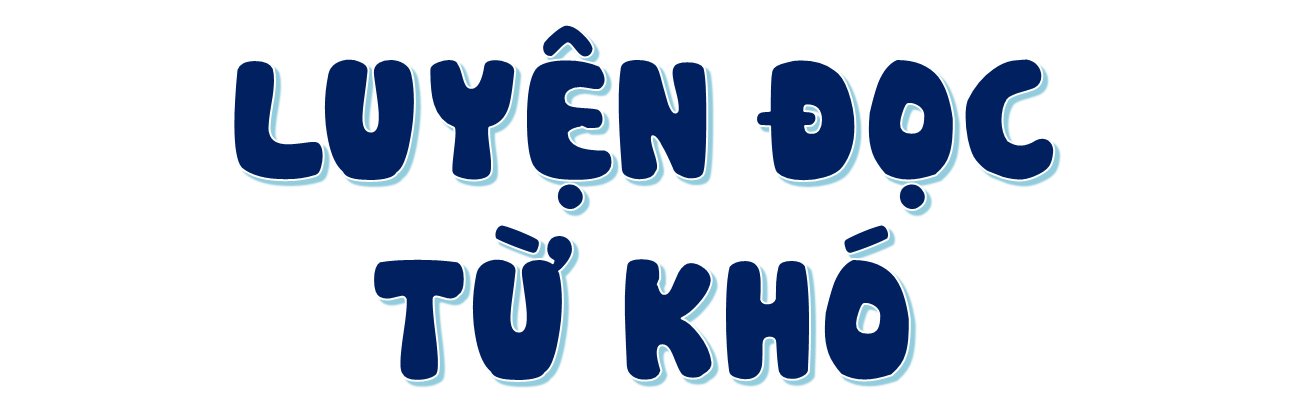 LUYỆN ĐỌC
TỪ KHÓ